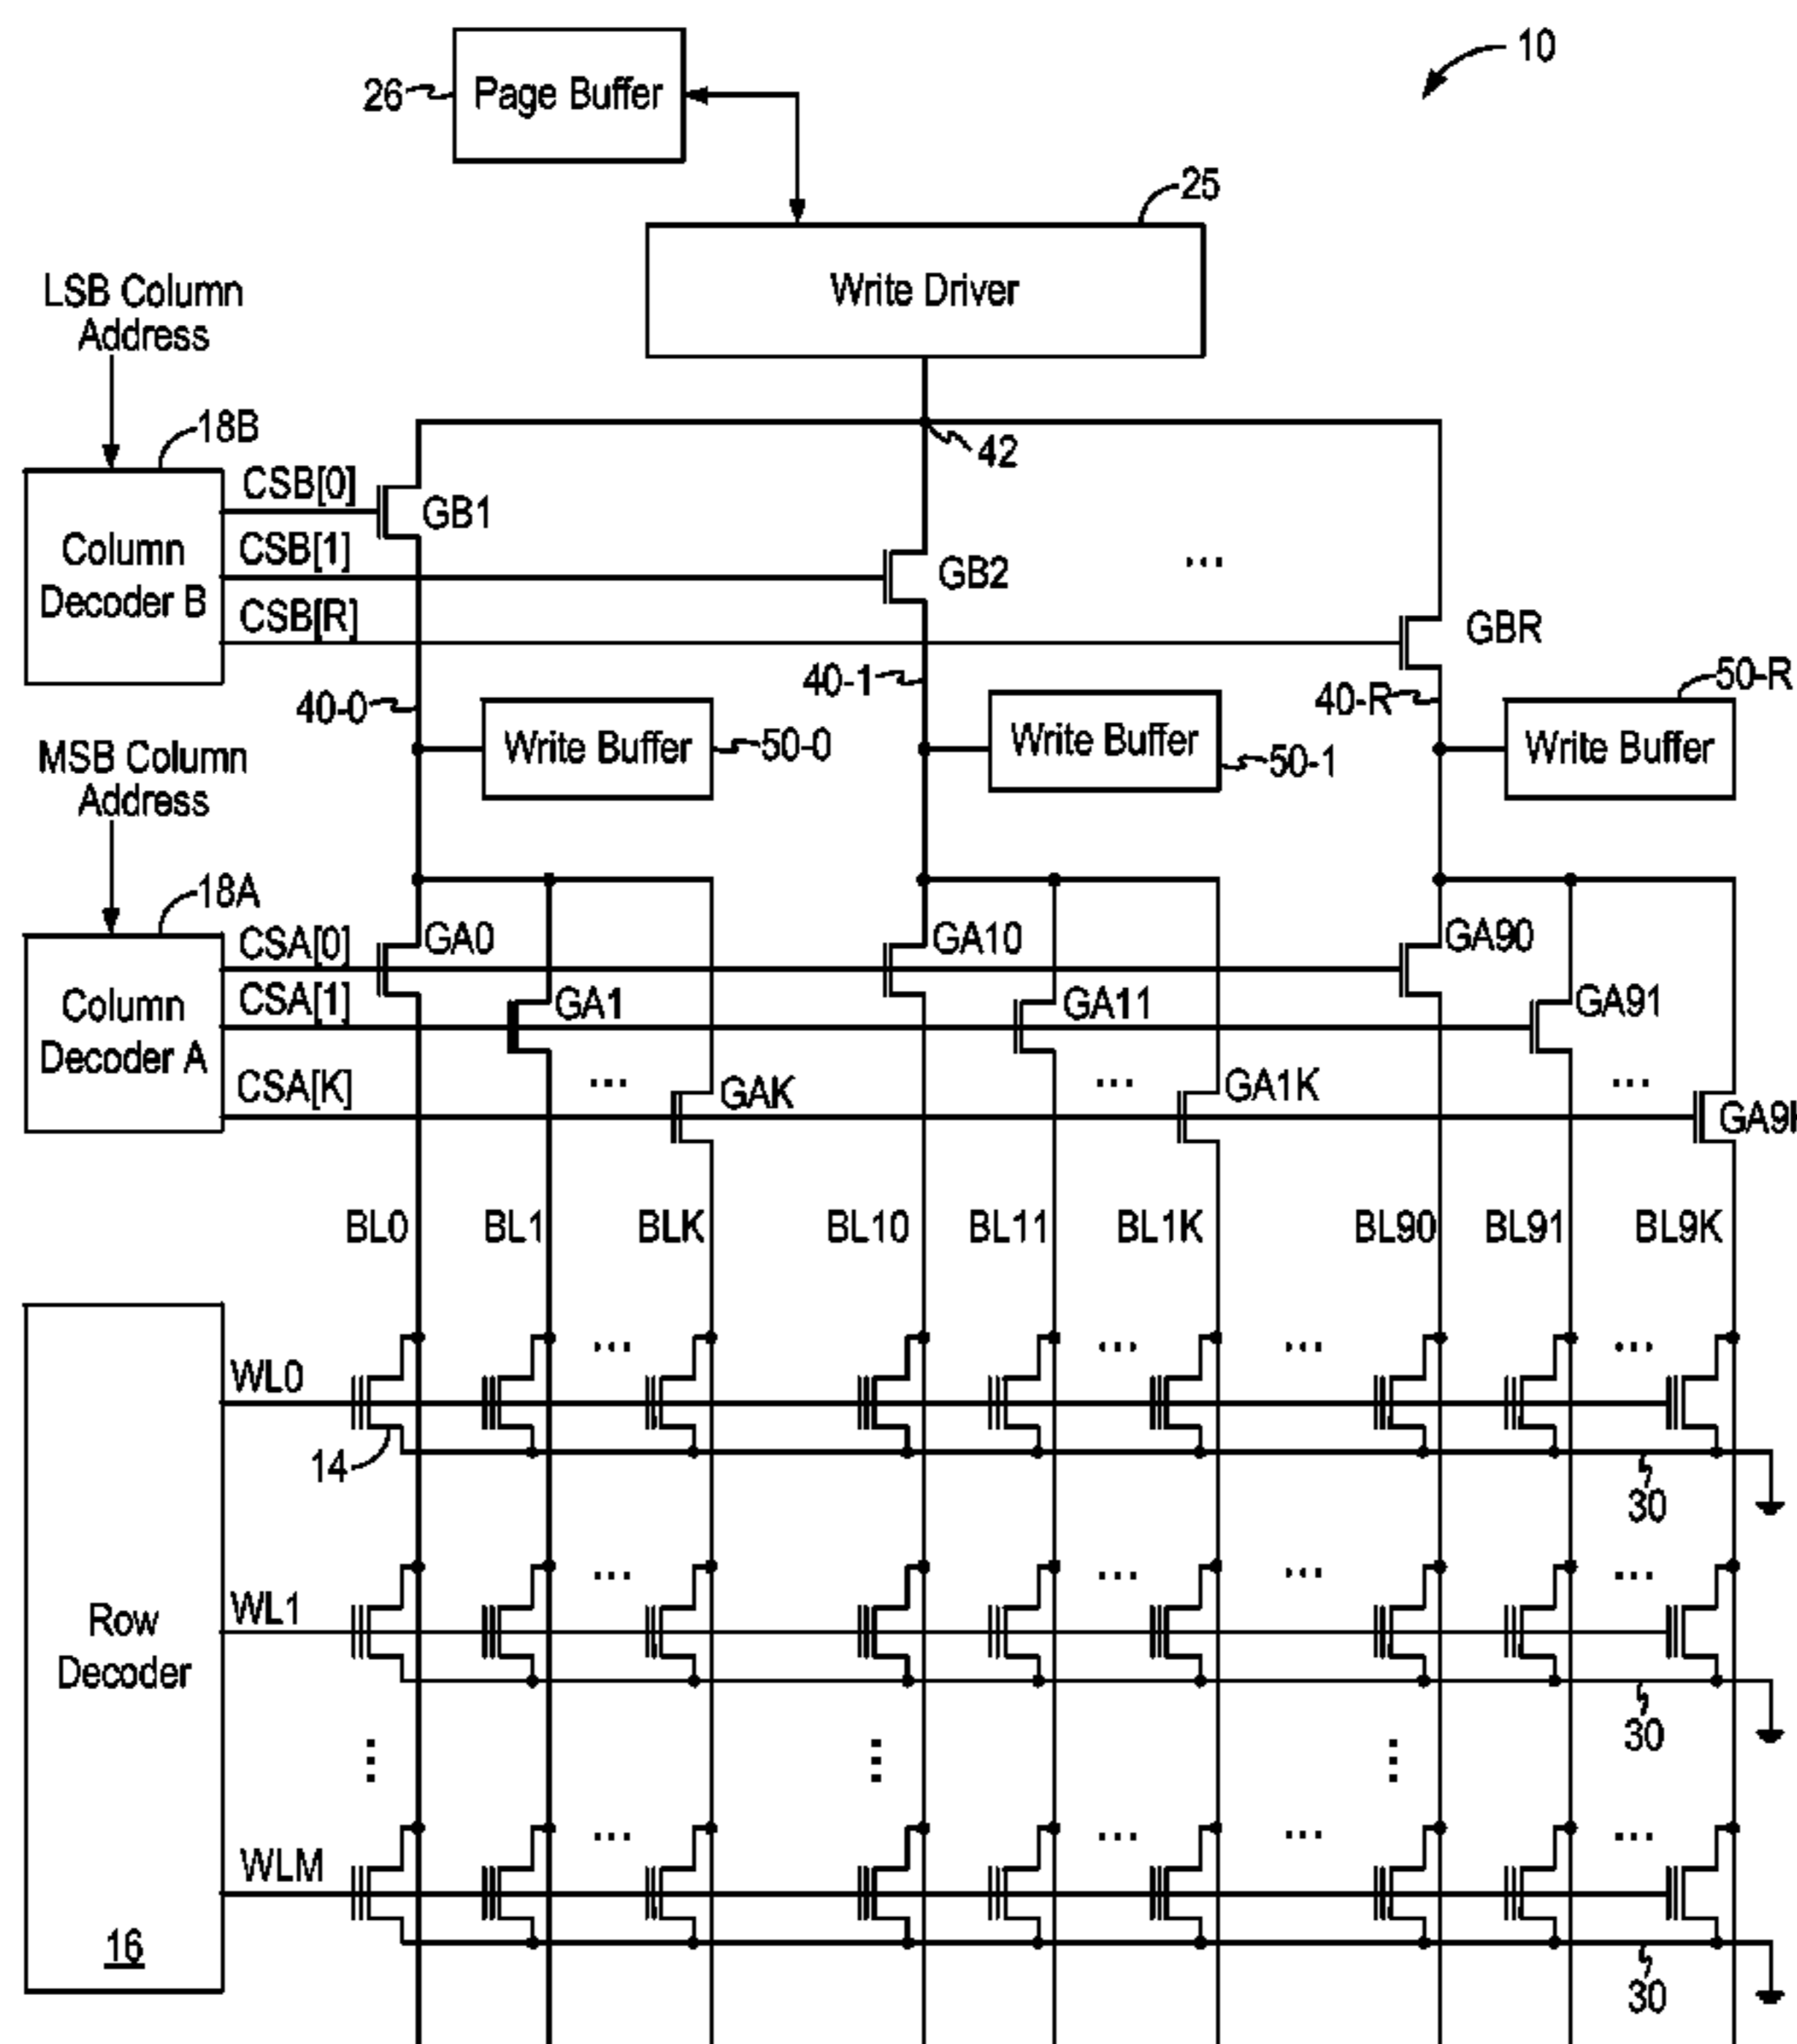 10
26
Page Buffer
25
Write Driver
LSB Column
Address
18B
42
CSB[0]
GB1
Column
Decoder B
CSB[1]
GB2
...
CSB[R]
GBR
40-0
40-1
40-R
50-R
Write Buffer
50-0
Write Buffer
50-1
Write Buffer
MSB Column
Address
18A
CSA[0]
GA0
GA10
GA90
Column
Decoder A
CSA[1]
GA1
GA11
GA91
CSA[K]
...
GAK
...
GA1K
...
BL0
BL1
BLK
BL10
BL11
BL1K
BL90
BL91
BL9K
WL0
... ... ... ...
14
30
WL1
... ... ... ...
Row
Decoder
30
WLM
... ... ... ...
16
30